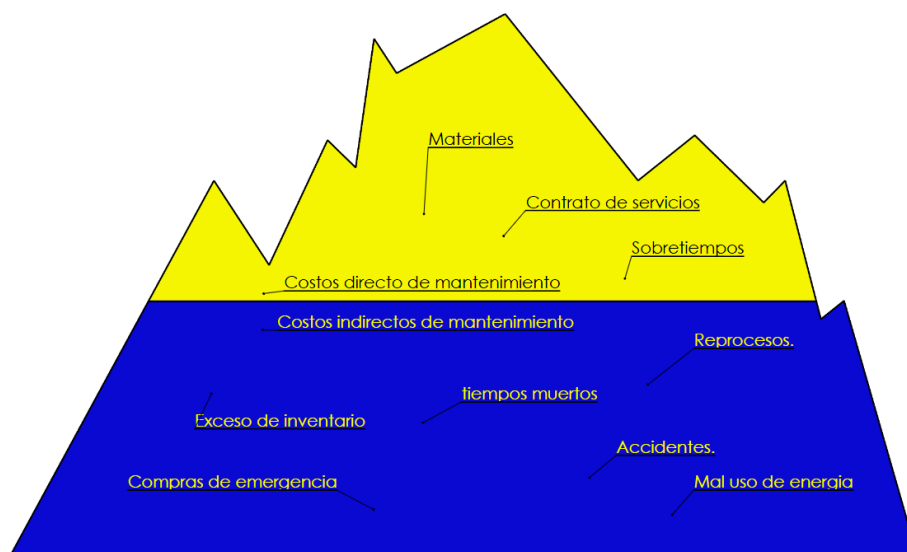 Materiales
Contrato de servicios
Sobretiempos
Costos directo de mantenimiento
Costos indirectos de mantenimiento
Reprocesos.
tiempos muertos
Exceso de inventario
Accidentes.
Compras de emergencia
Mal uso de energia